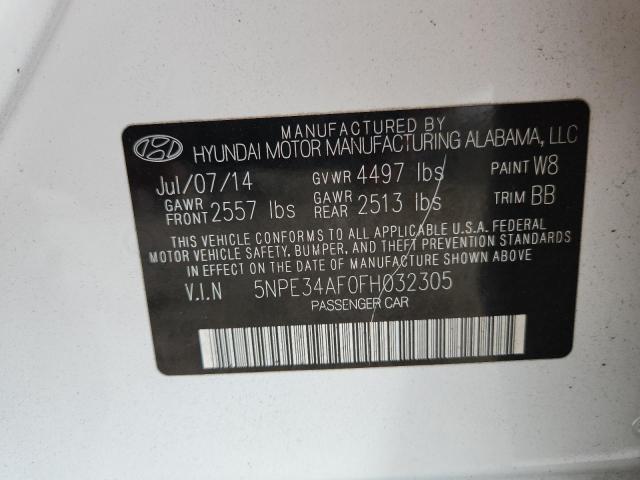 MANUFACTURED BY
HYUNDAI MOTOR MANUFACTURING ALABAMA, LLC
Jul/07/14 GVWR 4497 lbs PAINT W8
GAWR FRONT 2557 lbs GAWR REAR 2513 lbs TRIM BB
THIS VEHICLE CONFORMS TO ALL APPLICABLE U.S.A. FEDERAL
MOTOR VEHICLE SAFETY, BUMPER, AND THEFT PREVENTION STANDARDS
IN EFFECT ON THE DATE OF MANUFACTURE SHOWN ABOVE
V.I.N 5NPE34AF0FH032305
PASSENGER CAR